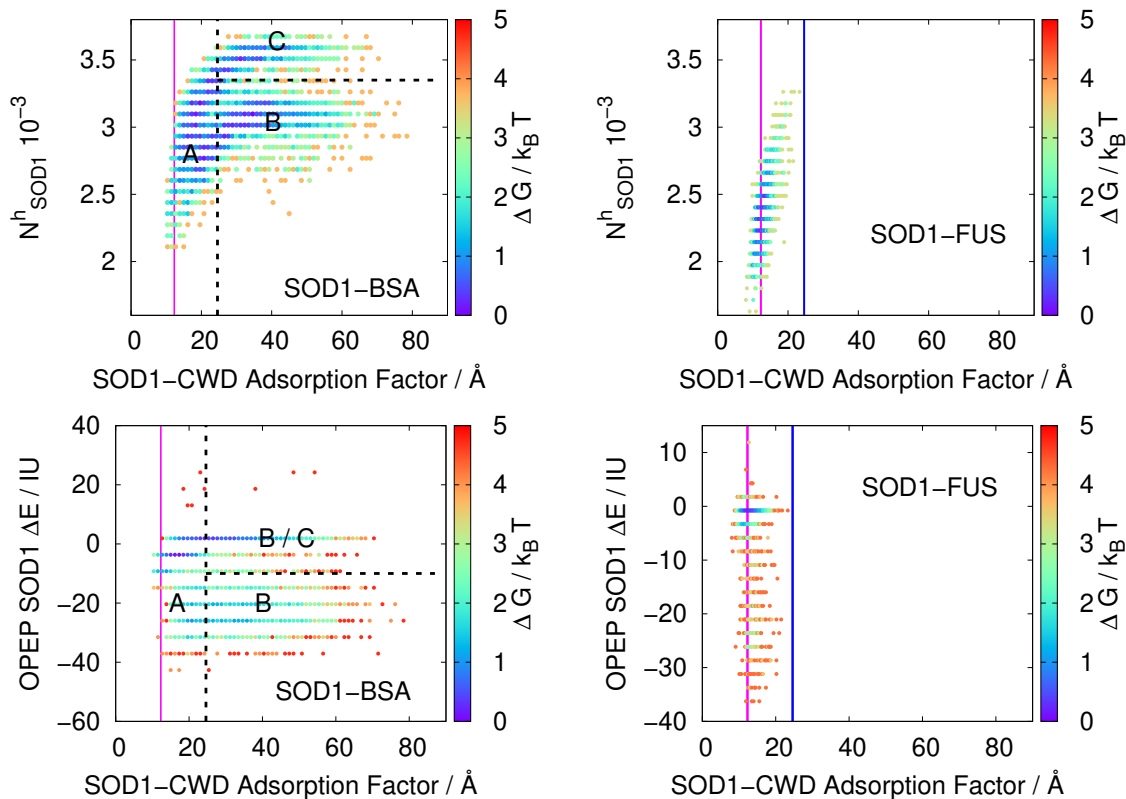 3.5
3
2.5
2
N^h_SOD1 10^−3
C
B
A
SOD1−BSA
0 20 40 60 80
SOD1−CWD Adsorption Factor / Å
5
4
3
2
1
0
Δ G / k_B T
3.5
3
2.5
2
N^h_SOD1 10^−3
SOD1−FUS
0 20 40 60 80
SOD1−CWD Adsorption Factor / Å
5
4
3
2
1
0
Δ G / k_B T
40
20
0
−20
−40
−60
OPEP SOD1 ΔE / IU
B / C
A B
SOD1−BSA
0 20 40 60 80
SOD1−CWD Adsorption Factor / Å
5
4
3
2
1
0
Δ G / k_B T
10
0
−10
−20
−30
−40
OPEP SOD1 ΔE / IU
SOD1−FUS
0 20 40 60 80
SOD1−CWD Adsorption Factor / Å
5
4
3
2
1
0
Δ G / k_B T